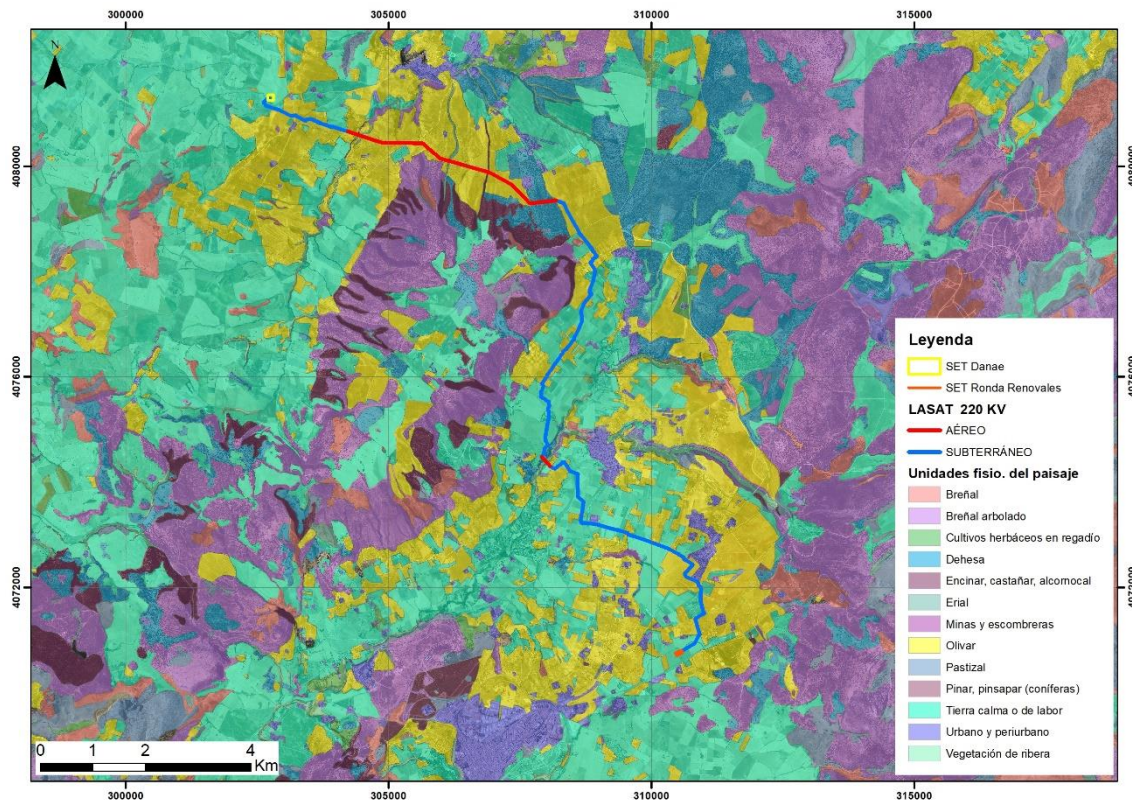 300000 305000 310000 315000
N
4080000 4080000
4076000 4076000
4072000 4072000
Leyenda
SET Danae
SET Ronda Renovales
LASAT 220 KV
AÉREO
SUBTERRÁNEO
Unidades fisio. del paisaje
Breñal
Breñal arbolado
Cultivos herbáceos en regadío
Dehesa
Encinar, castañar, alcornocal
Erial
Minas y escombreras
Olivar
Pastizal
Pinar, pinsapar (coníferas)
Tierra calma o de labor
Urbano y periurbano
Vegetación de ribera
0 1 2 4
Km
300000 305000 310000 315000